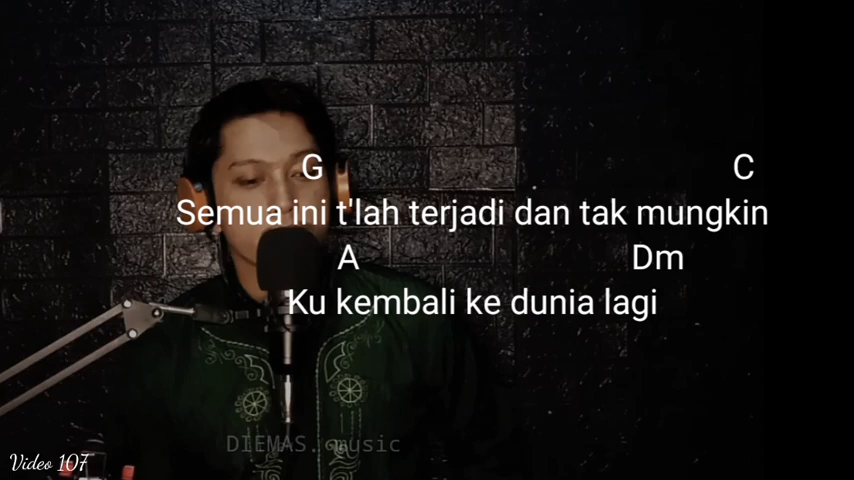 G C
Semua ini t'lah terjadi dan tak mungkin
A Dm
Ku kembali ke dunia lagi
DIEMAS. music
Video 107